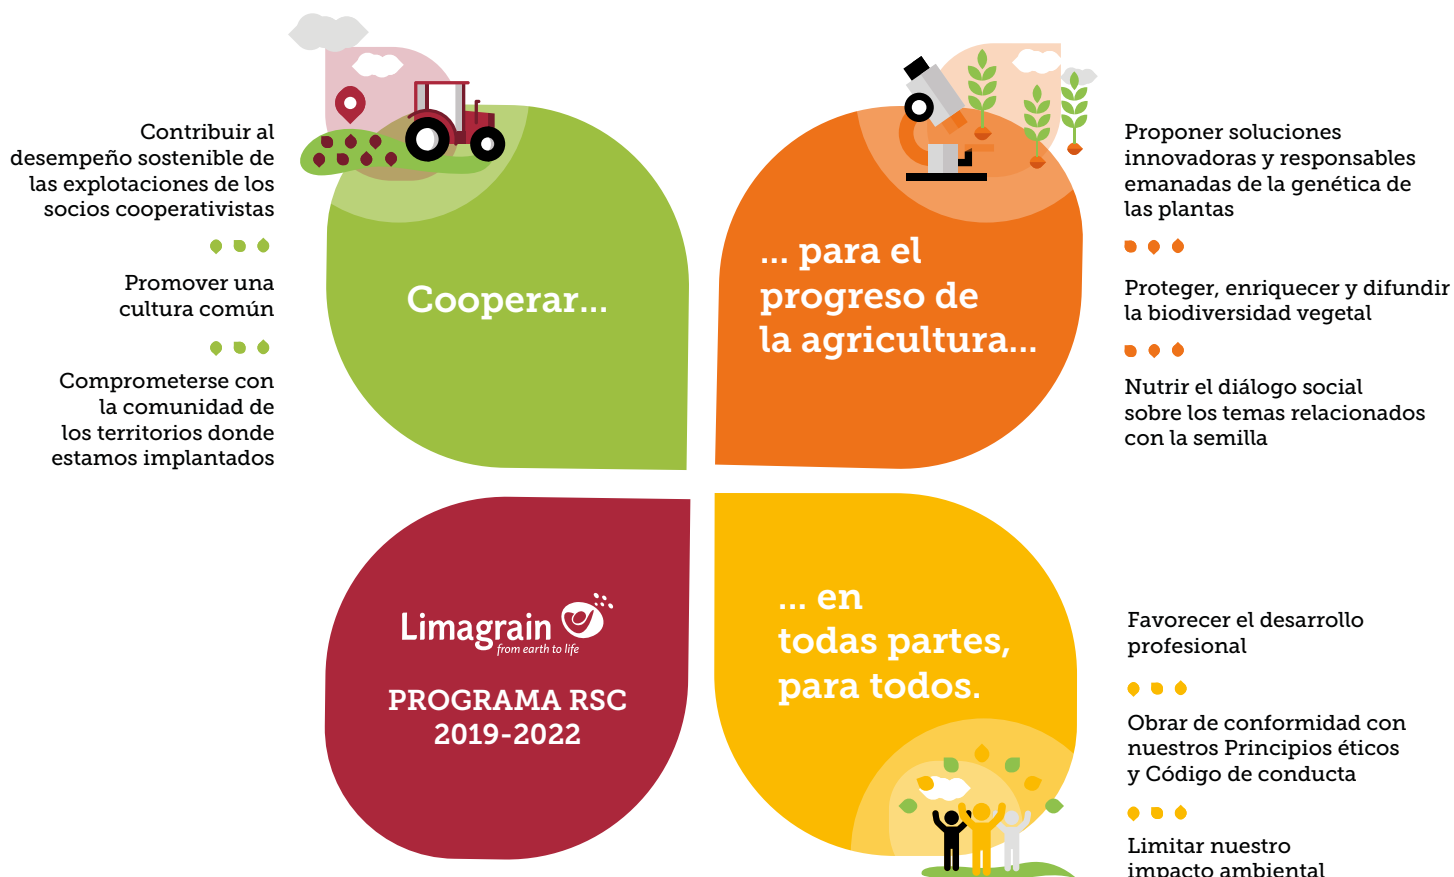 Contribuir al
desempeño sostenible de
las explotaciones de los
socios cooperativistas
Promover una
cultura común
Comprometerse con
la comunidad de
los territorios donde
estamos implantados
Cooperar...
... para el
progreso de
la agricultura...
Proponer soluciones
innovadoras y responsables
emanadas de la genética de
las plantas
Proteger, enriquecer y difundir
la biodiversidad vegetal
Nutrir el diálogo social
sobre los temas relacionados
con la semilla
Limagrain
from earth to life
PROGRAMA RSC
2019-2022
... en
todas partes,
para todos.
Favorecer el desarrollo
profesional
Obrar de conformidad con
nuestros Principios éticos
y Código de conducta
Limitar nuestro
impacto ambiental